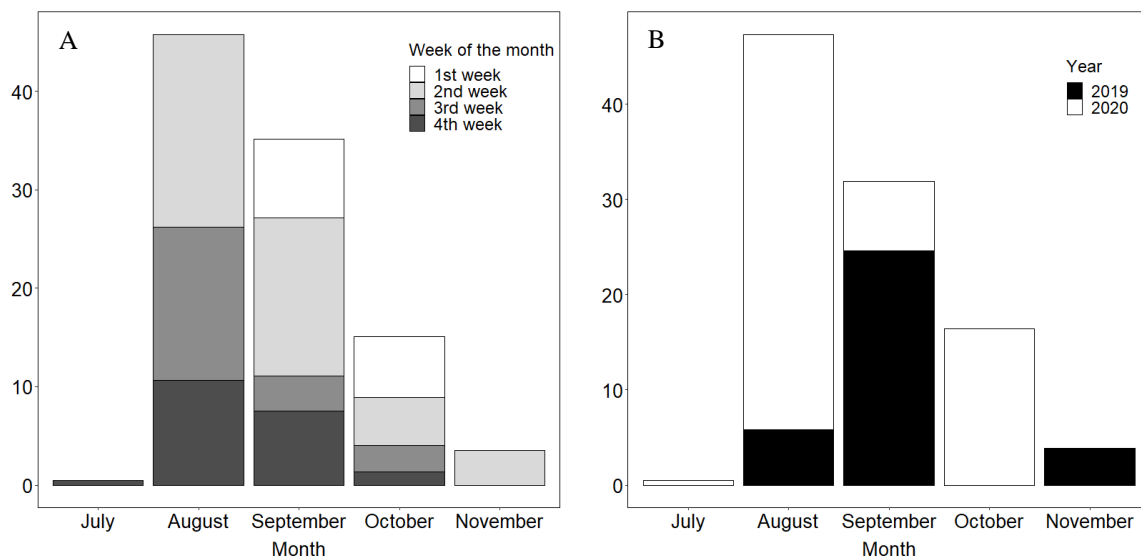 A
Week of the month
1st week
2nd week
3rd week
4th week
40
30
20
10
0
July August September October November
Month
B
Year
2019
2020
40
30
20
10
0
July August September October November
Month